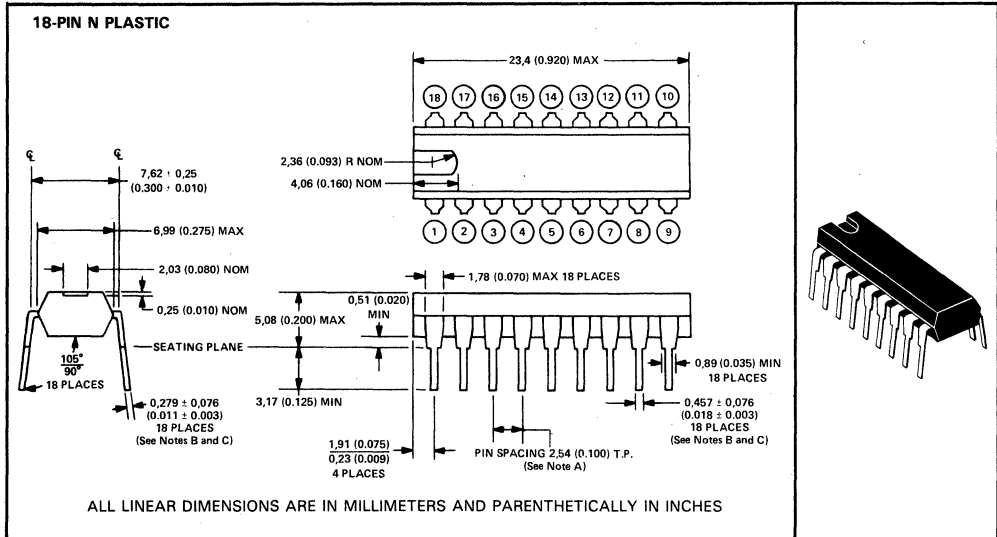 18-PIN N PLASTIC
23,4 (0.920) MAX
18 17 16 15 14 13 12 11 10
2,36 (0.093) R NOM
4,06 (0.160) NOM
1 2 3 4 5 6 7 8 9
℄ ℄
7,62 ± 0,25
(0.300 ± 0.010)
6,99 (0.275) MAX
2,03 (0.080) NOM
0,25 (0.010) NOM
105°
90°
18 PLACES
0,279 ± 0,076
(0.011 ± 0.003)
18 PLACES
(See Notes B and C)
1,78 (0.070) MAX 18 PLACES
0,51 (0.020)
MIN
5,08 (0.200) MAX
SEATING PLANE
3,17 (0.125) MIN
0,89 (0.035) MIN
18 PLACES
0,457 ± 0,076
(0.018 ± 0.003)
18 PLACES
(See Notes B and C)
1,91 (0.075)
0,23 (0.009)
4 PLACES
PIN SPACING 2,54 (0.100) T.P.
(See Note A)
ALL LINEAR DIMENSIONS ARE IN MILLIMETERS AND PARENTHETICALLY IN INCHES